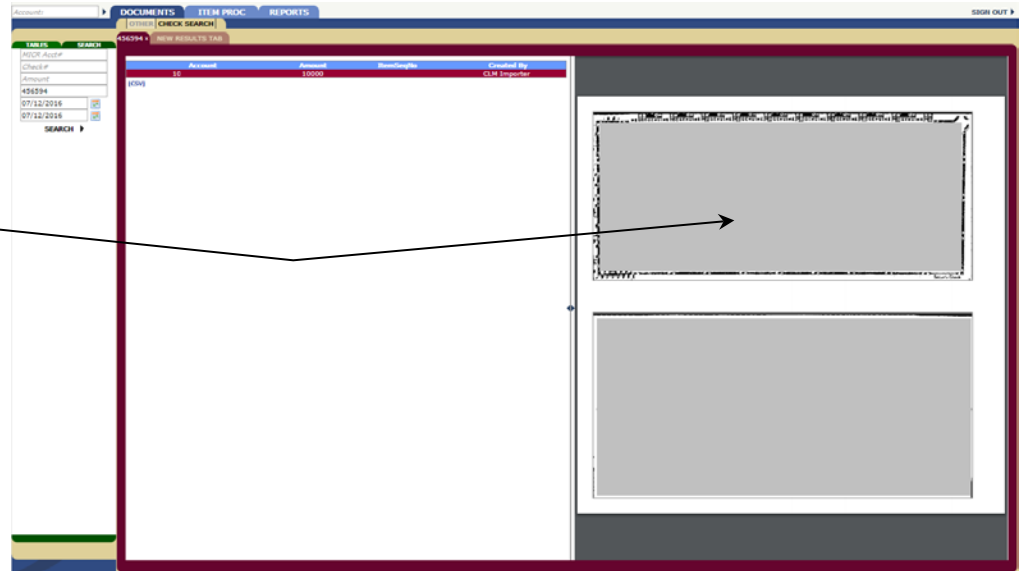 Accounts DOCUMENTS ITEM PROC REPORTS SIGN OUT
OTHER CHECK SEARCH
456594 x NEW RESULTS TAB
TABLES SEARCH
MICR Acct#
Check#
Amount
456594
07/12/2016
07/12/2016
SEARCH
Account Amount ItemSeqNo Created By
10 10000 CLM Importer
(CSV)